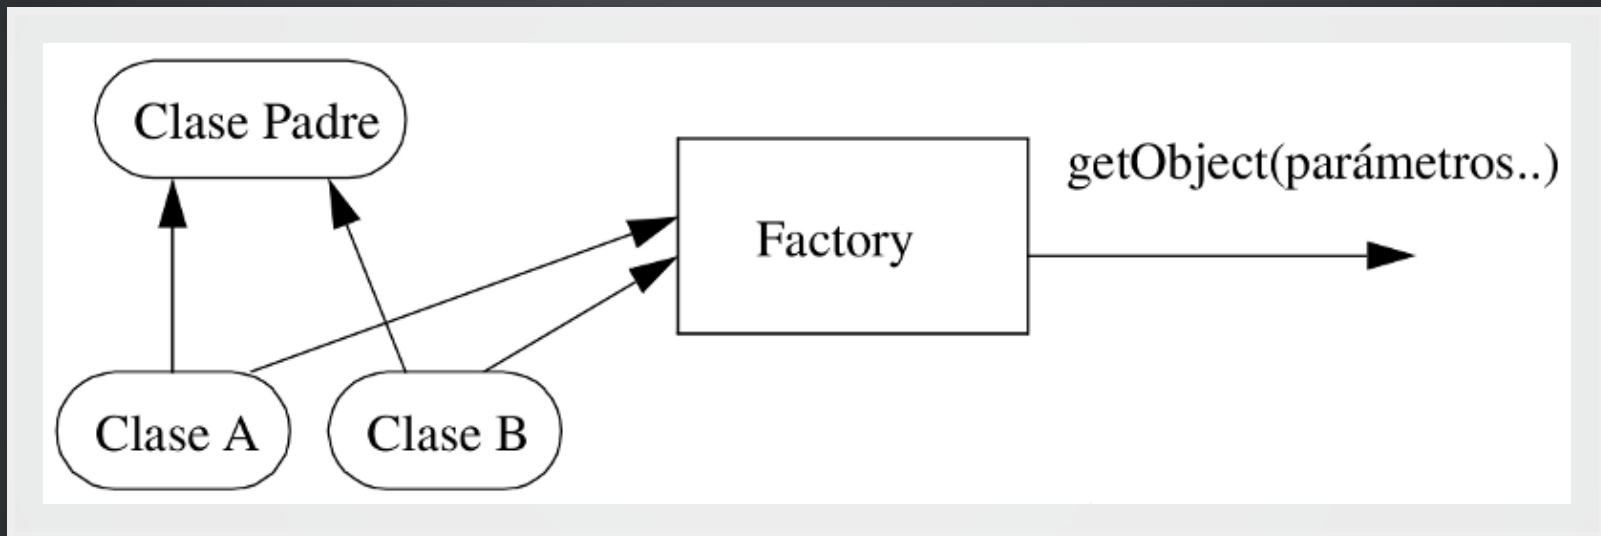 Clase Padre
getObject(parámetros..)
Factory
Clase A
Clase B